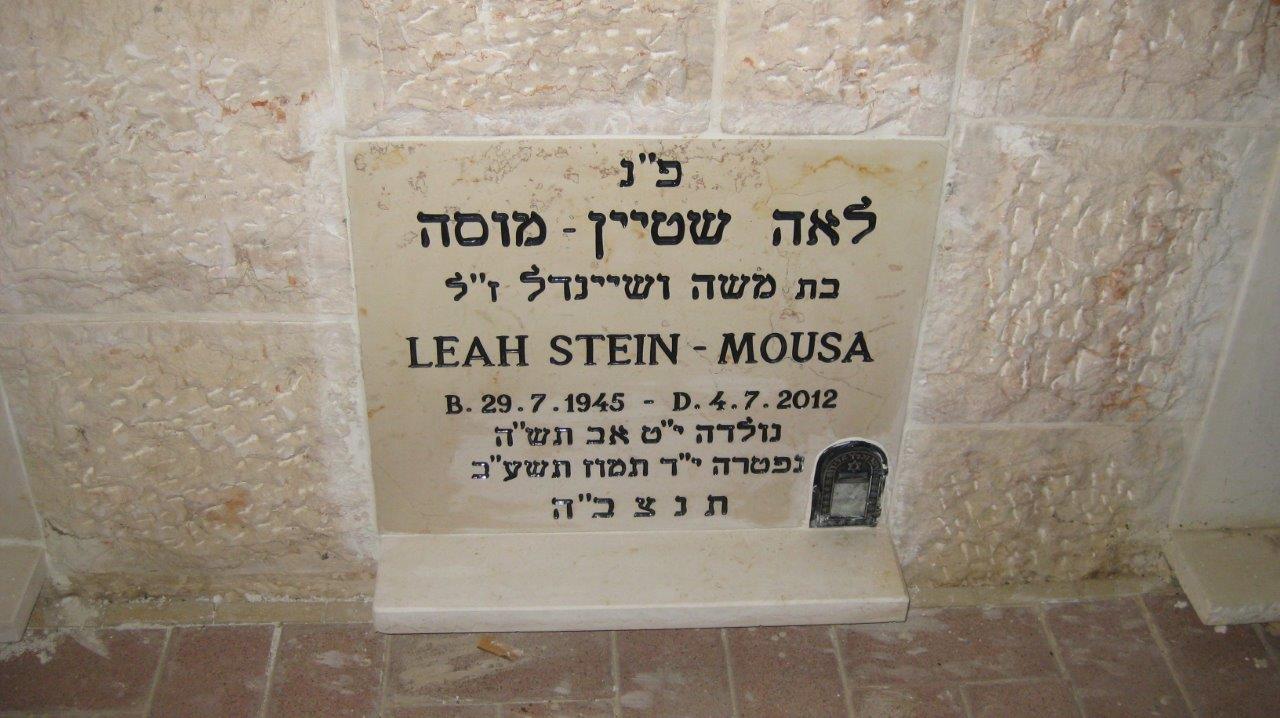 פ"נ
לאה שטיין - מוסה
בת משה ושיינדל ז"ל
LEAH STEIN - MOUSA
B. 29.7.1945 - D. 4.7.2012
נולדה י"ט אב תש"ה
נפטרה י"ד תמוז תשע"ב
ת נ צ ב"ה